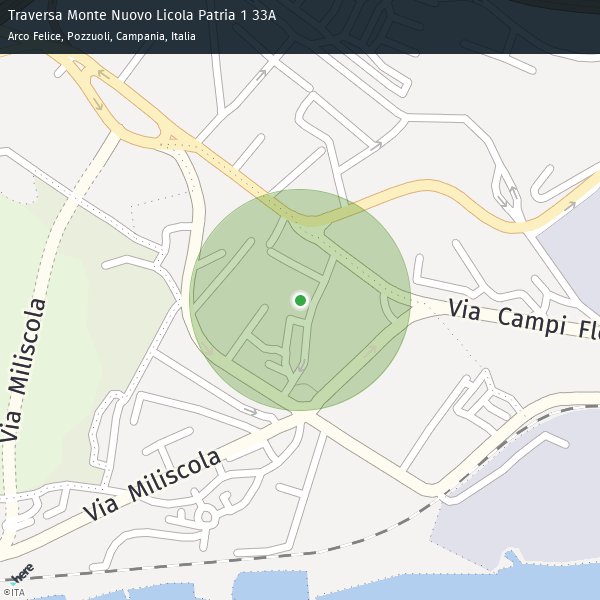 Traversa Monte Nuovo Licola Patria 1 33A
Arco Felice, Pozzuoli, Campania, Italia
Via Miliscola
Via Campi Fle
Via Miliscola
here
©ITA